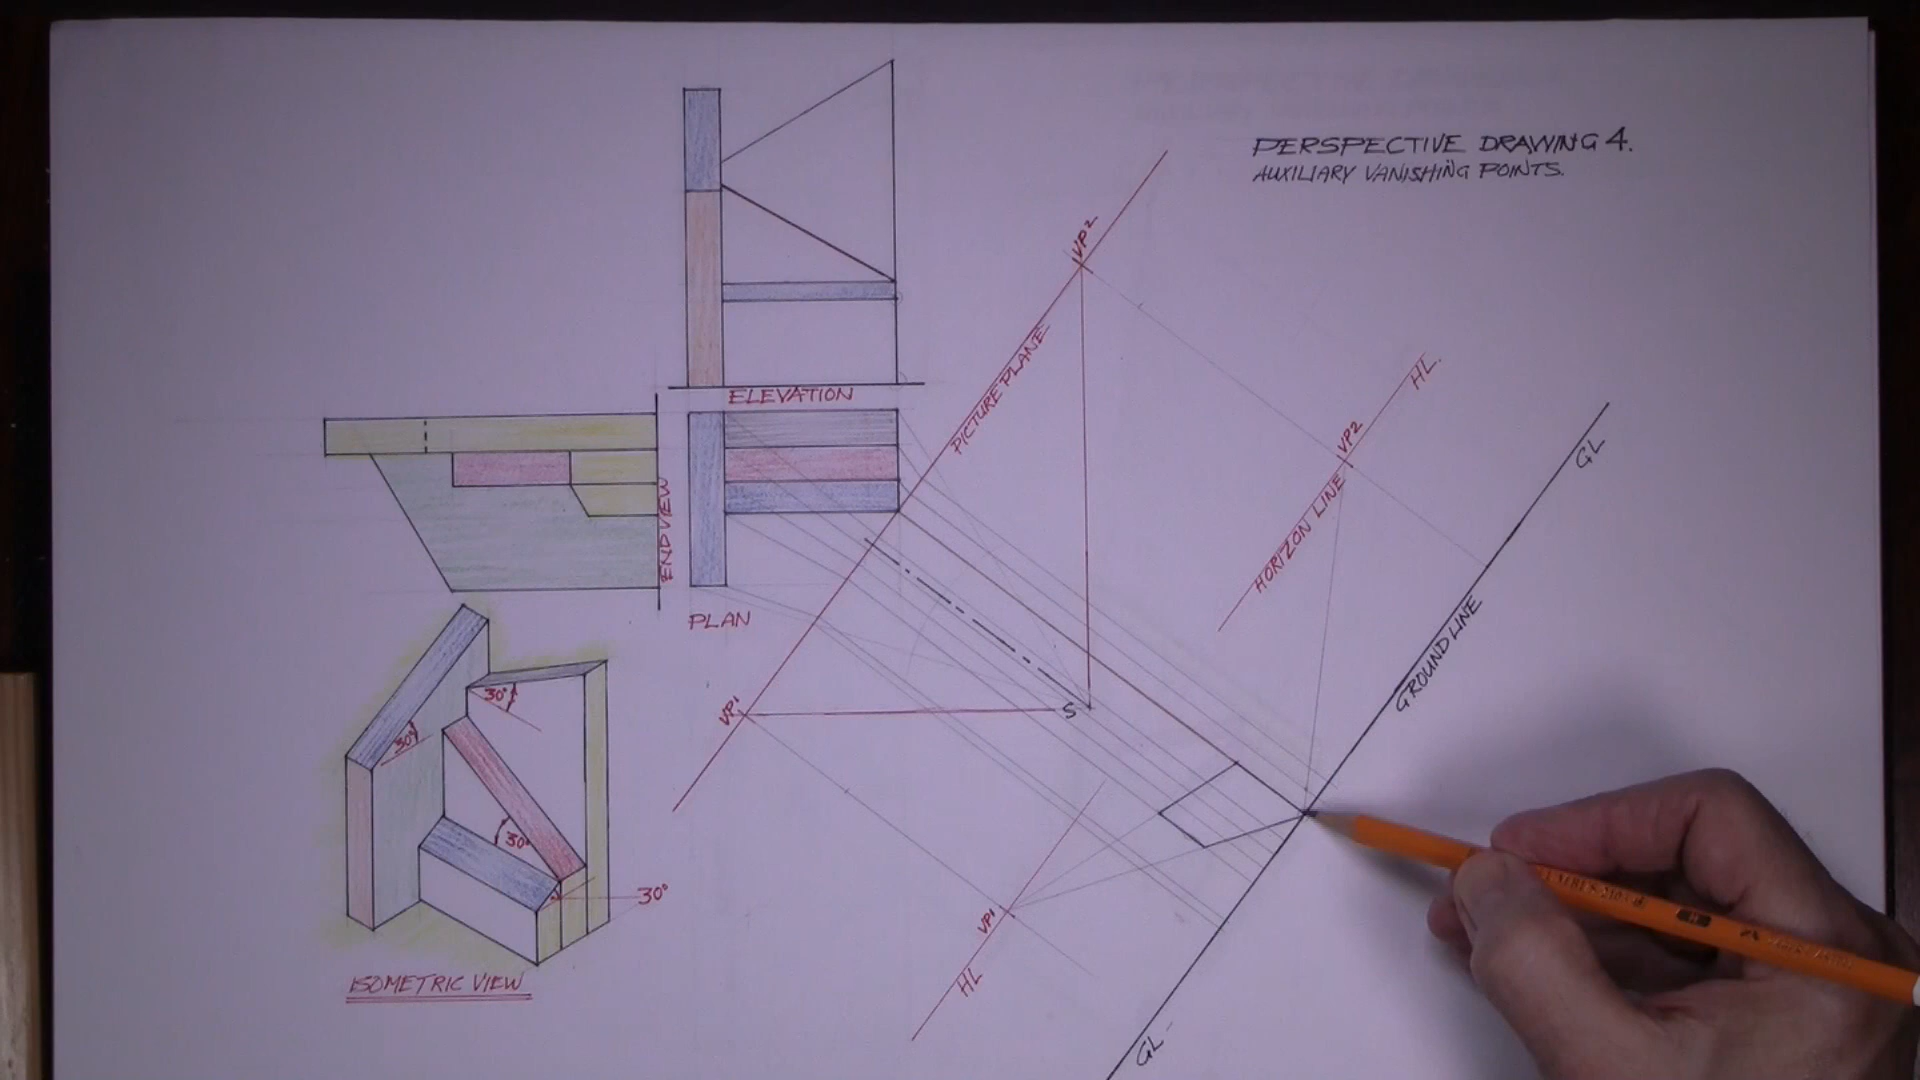 PERSPECTIVE DRAWING 4.
AUXILIARY VANISHING POINTS.
VP2
PICTURE PLANE
HL.
VP2
HORIZON LINE
GL
GROUND LINE
ELEVATION
END VIEW
PLAN
S
VP1
30°
30°
30°
30°
VP1
HL
GL
ISOMETRIC VIEW